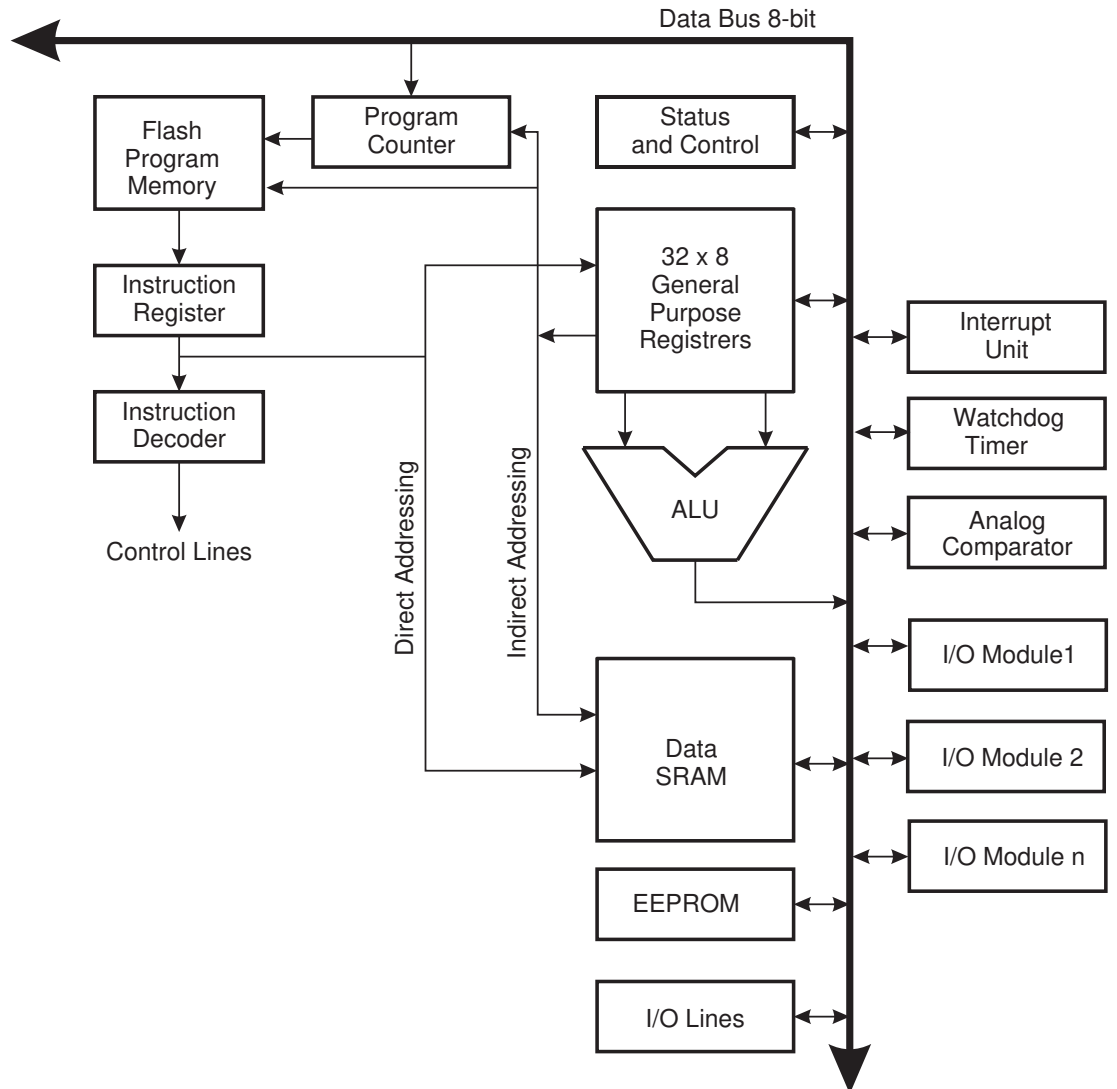 Data Bus 8-bit
Flash
Program
Memory
Program
Counter
Status
and Control
32 x 8
General
Purpose
Registrers
Instruction
Register
Instruction
Decoder
Control Lines
Direct Addressing
Indirect Addressing
ALU
Interrupt
Unit
Watchdog
Timer
Analog
Comparator
I/O Module1
Data
SRAM
I/O Module 2
I/O Module n
EEPROM
I/O Lines